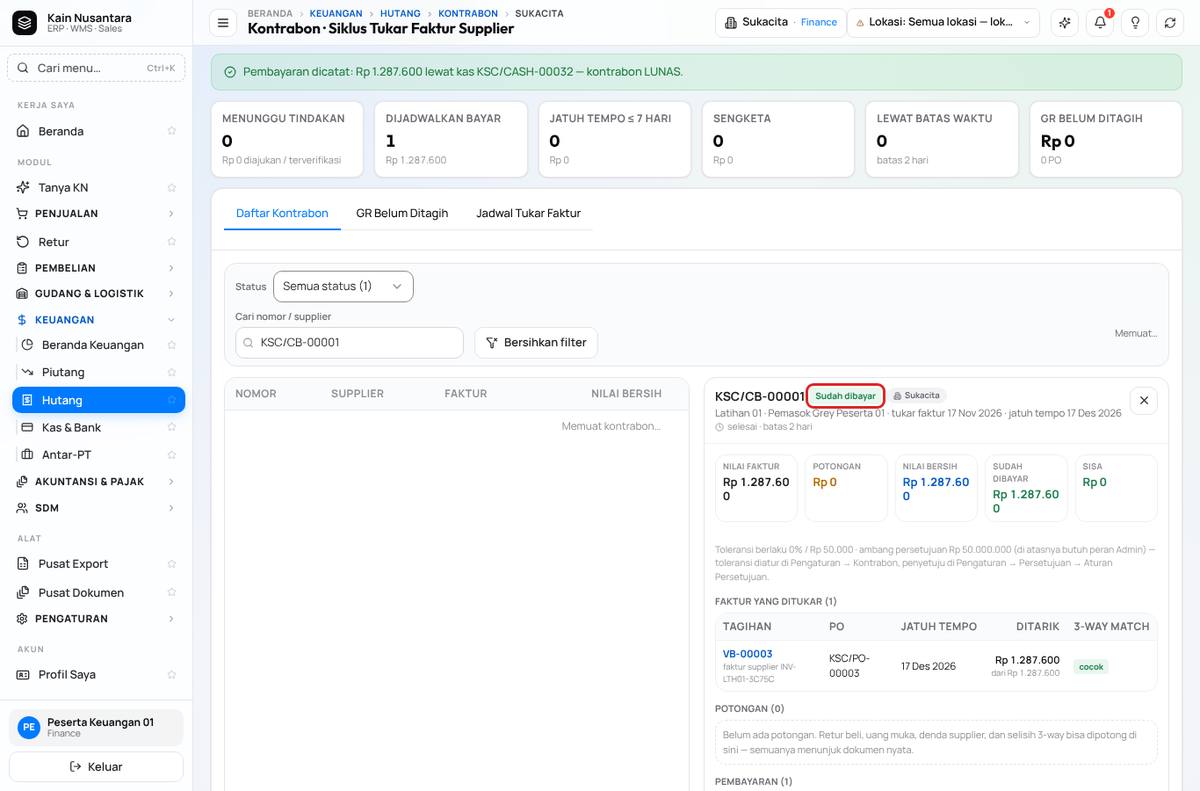 Kain Nusantara
ERP · WMS · Sales
Cari menu... Ctrl+K
KERJA SAYA
Beranda
MODUL
Tanya KN
PENJUALAN
Retur
PEMBELIAN
GUDANG & LOGISTIK
KEUANGAN
Beranda Keuangan
Piutang
Hutang
Kas & Bank
Antar-PT
AKUNTANSI & PAJAK
SDM
ALAT
Pusat Export
Pusat Dokumen
PENGATURAN
AKUN
Profil Saya
PE Peserta Keuangan 01
Finance
Keluar
BERANDA › KEUANGAN › HUTANG › KONTRABON › SUKACITA
Kontrabon · Siklus Tukar Faktur Supplier
Sukacita · Finance
Lokasi: Semua lokasi — lok...
1
Pembayaran dicatat: Rp 1.287.600 lewat kas KSC/CASH-00032 — kontrabon LUNAS.
MENUNGGU TINDAKAN
0
Rp 0 diajukan / terverifikasi
DIJADWALKAN BAYAR
1
Rp 1.287.600
JATUH TEMPO ≤ 7 HARI
0
Rp 0
SENGKETA
0
Rp 0
LEWAT BATAS WAKTU
0
batas 2 hari
GR BELUM DITAGIH
Rp 0
0 PO
Daftar Kontrabon GR Belum Ditagih Jadwal Tukar Faktur
Status Semua status (1)
Cari nomor / supplier
KSC/CB-00001 Bersihkan filter
Memuat...
NOMOR SUPPLIER FAKTUR NILAI BERSIH
Memuat kontrabon...
KSC/CB-00001 Sudah dibayar Sukacita
Latihan 01 · Pemasok Grey Peserta 01 · tukar faktur 17 Nov 2026 · jatuh tempo 17 Des 2026
selesai · batas 2 hari
NILAI FAKTUR
Rp 1.287.60
0
POTONGAN
Rp 0
NILAI BERSIH
Rp 1.287.60
0
SUDAH
DIBAYAR
Rp 1.287.60
0
SISA
Rp 0
Toleransi berlaku 0% / Rp 50.000 · ambang persetujuan Rp 50.000.000 (di atasnya butuh peran Admin) —
toleransi diatur di Pengaturan → Kontrabon, penyetuju di Pengaturan → Persetujuan → Aturan
Persetujuan.
FAKTUR YANG DITUKAR (1)
TAGIHAN PO JATUH TEMPO DITARIK 3-WAY MATCH
VB-00003
faktur supplier INV-
LTH01-3C75C
KSC/PO-
00003
17 Des 2026
Rp 1.287.600
dari Rp 1.287.600
cocok
POTONGAN (0)
Belum ada potongan. Retur beli, uang muka, denda supplier, dan selisih 3-way bisa dipotong di
sini — semuanya menunjuk dokumen nyata.
PEMBAYARAN (1)